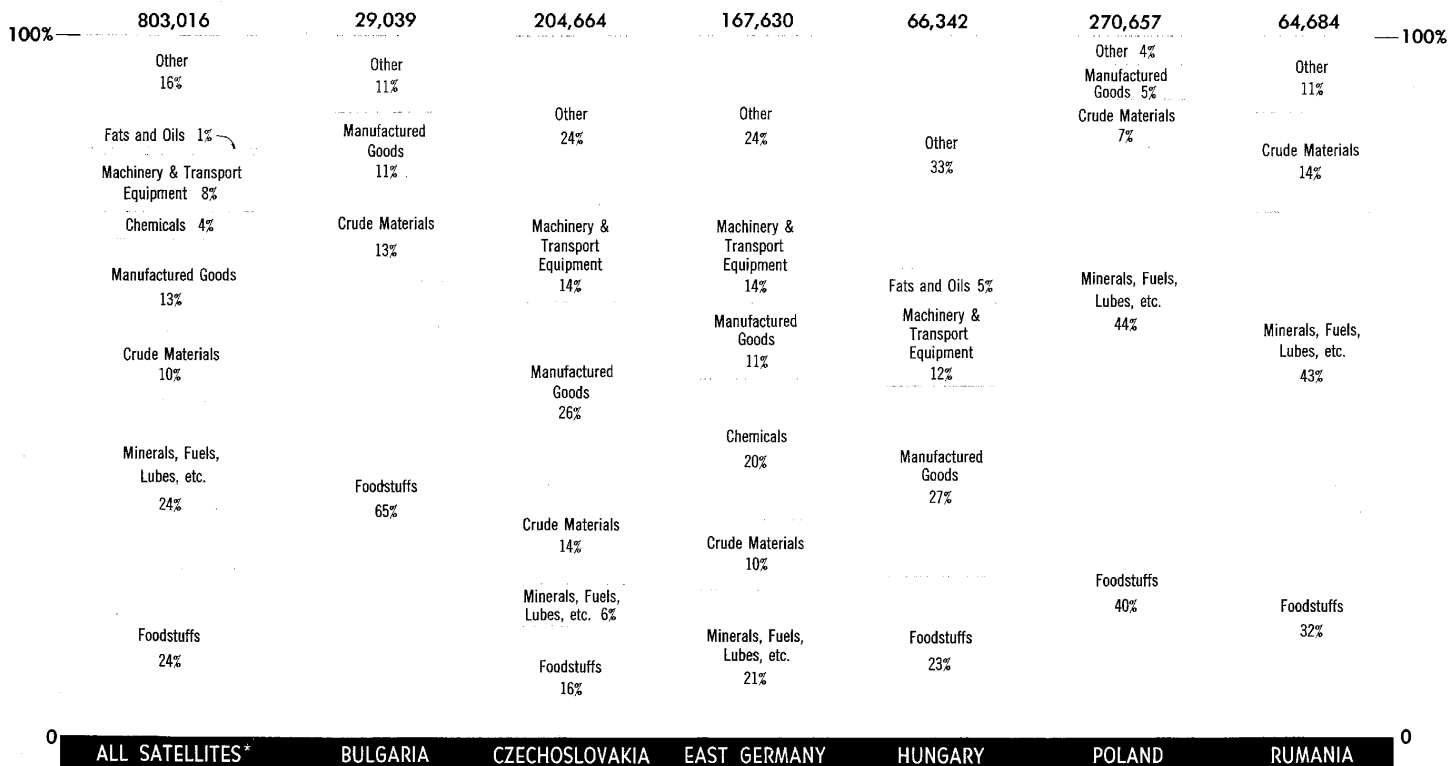 803,016 29,039 204,664 167,630 66,342 270,657 64,684
100% 100%
Other
16%
Fats and Oils 1%
Machinery & Transport
Equipment 8%
Chemicals 4%
Manufactured Goods
13%
Crude Materials
10%
Minerals, Fuels,
Lubes, etc.
24%
Foodstuffs
24%
Other
11%
Manufactured
Goods
11%
Crude Materials
13%
Foodstuffs
65%
Other
24%
Machinery &
Transport
Equipment
14%
Manufactured
Goods
26%
Crude Materials
14%
Minerals, Fuels,
Lubes, etc. 6%
Foodstuffs
16%
Other
24%
Machinery &
Transport
Equipment
14%
Manufactured
Goods
11%
Chemicals
20%
Crude Materials
10%
Minerals, Fuels,
Lubes, etc.
21%
Other
33%
Fats and Oils 5%
Machinery &
Transport
Equipment
12%
Manufactured
Goods
27%
Foodstuffs
23%
Other 4%
Manufactured
Goods 5%
Crude Materials
7%
Minerals, Fuels,
Lubes, etc.
44%
Foodstuffs
40%
Other
11%
Crude Materials
14%
Minerals, Fuels,
Lubes, etc.
43%
Foodstuffs
32%
0 0
ALL SATELLITES* BULGARIA CZECHOSLOVAKIA EAST GERMANY HUNGARY POLAND RUMANIA